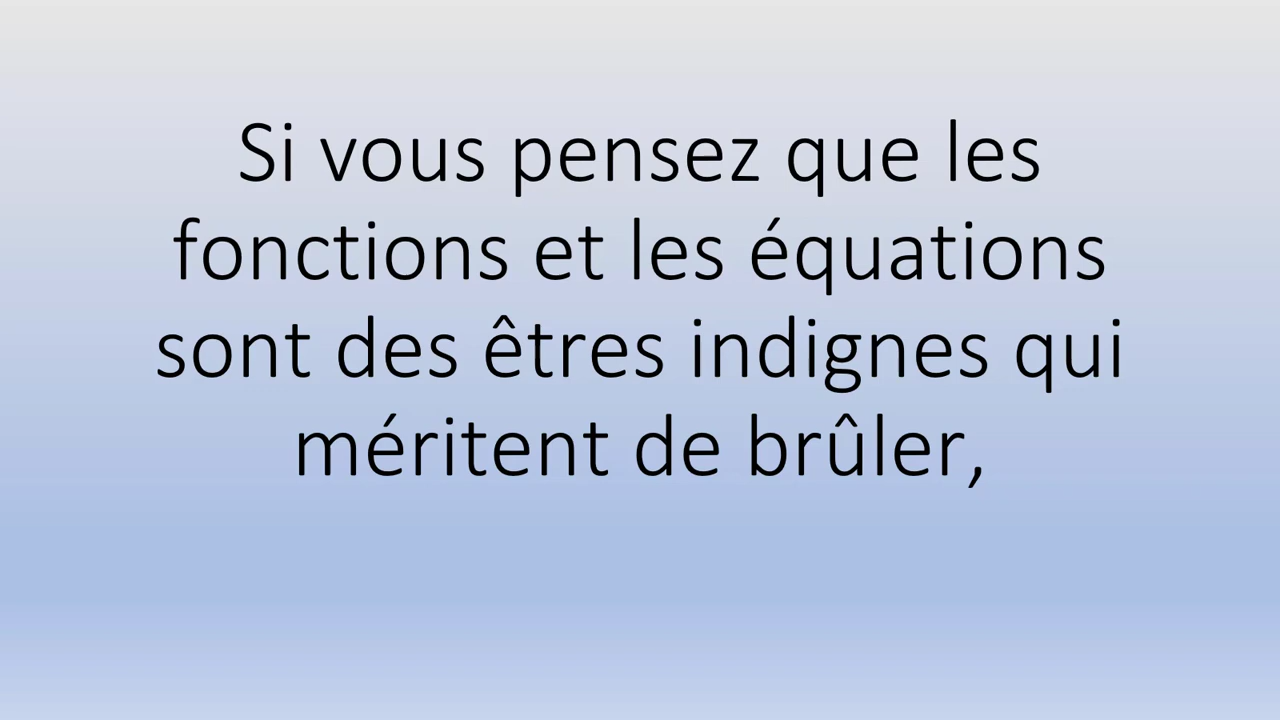 Si vous pensez que les
fonctions et les équations
sont des êtres indignes qui
méritent de brûler,